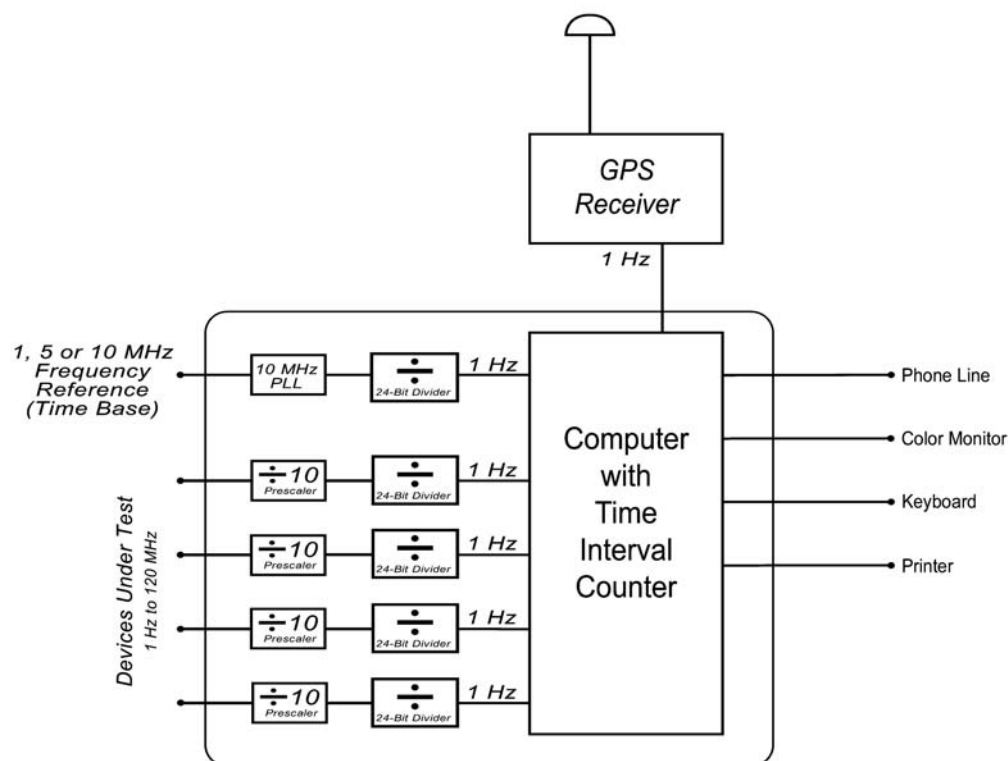 GPS
Receiver
1 Hz
1, 5 or 10 MHz
Frequency
Reference
(Time Base)
10 MHz
PLL
÷
24-Bit Divider
1 Hz
÷10
Prescaler
÷
24-Bit Divider
1 Hz
÷10
Prescaler
÷
24-Bit Divider
1 Hz
÷10
Prescaler
÷
24-Bit Divider
1 Hz
÷10
Prescaler
÷
24-Bit Divider
1 Hz
Devices Under Test
1 Hz to 120 MHz
Computer
with
Time
Interval
Counter
Phone Line
Color Monitor
Keyboard
Printer